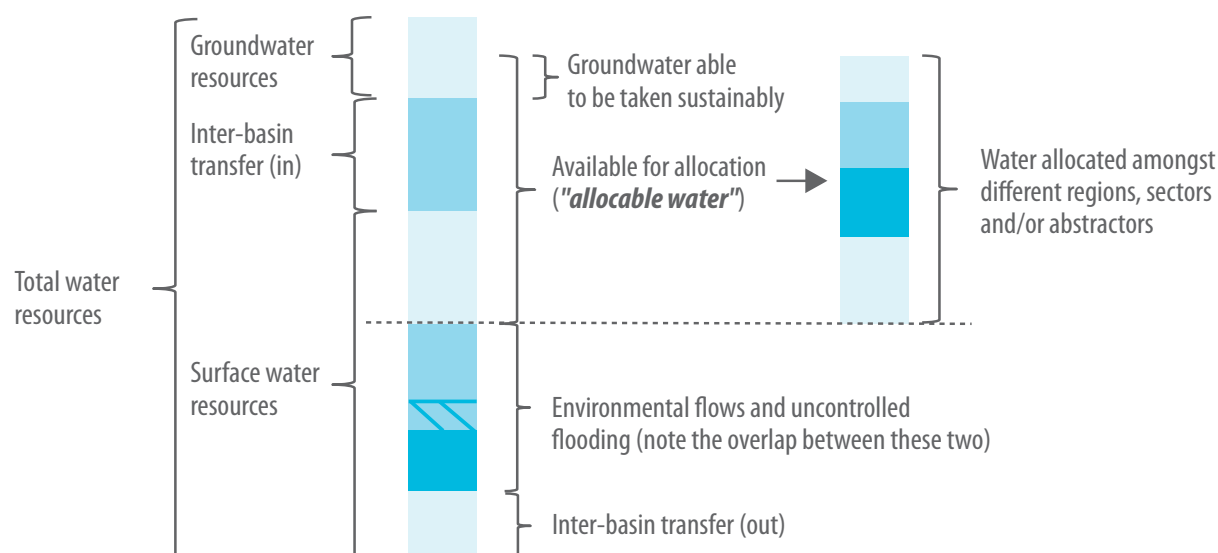 Groundwater
resources
Groundwater able
to be taken sustainably
Inter-basin
transfer (in)
Available for allocation
("allocable water")
Water allocated amongst
different regions, sectors
and/or abstractors
Total water
resources
Surface water
resources
Environmental flows and uncontrolled
flooding (note the overlap between these two)
Inter-basin transfer (out)